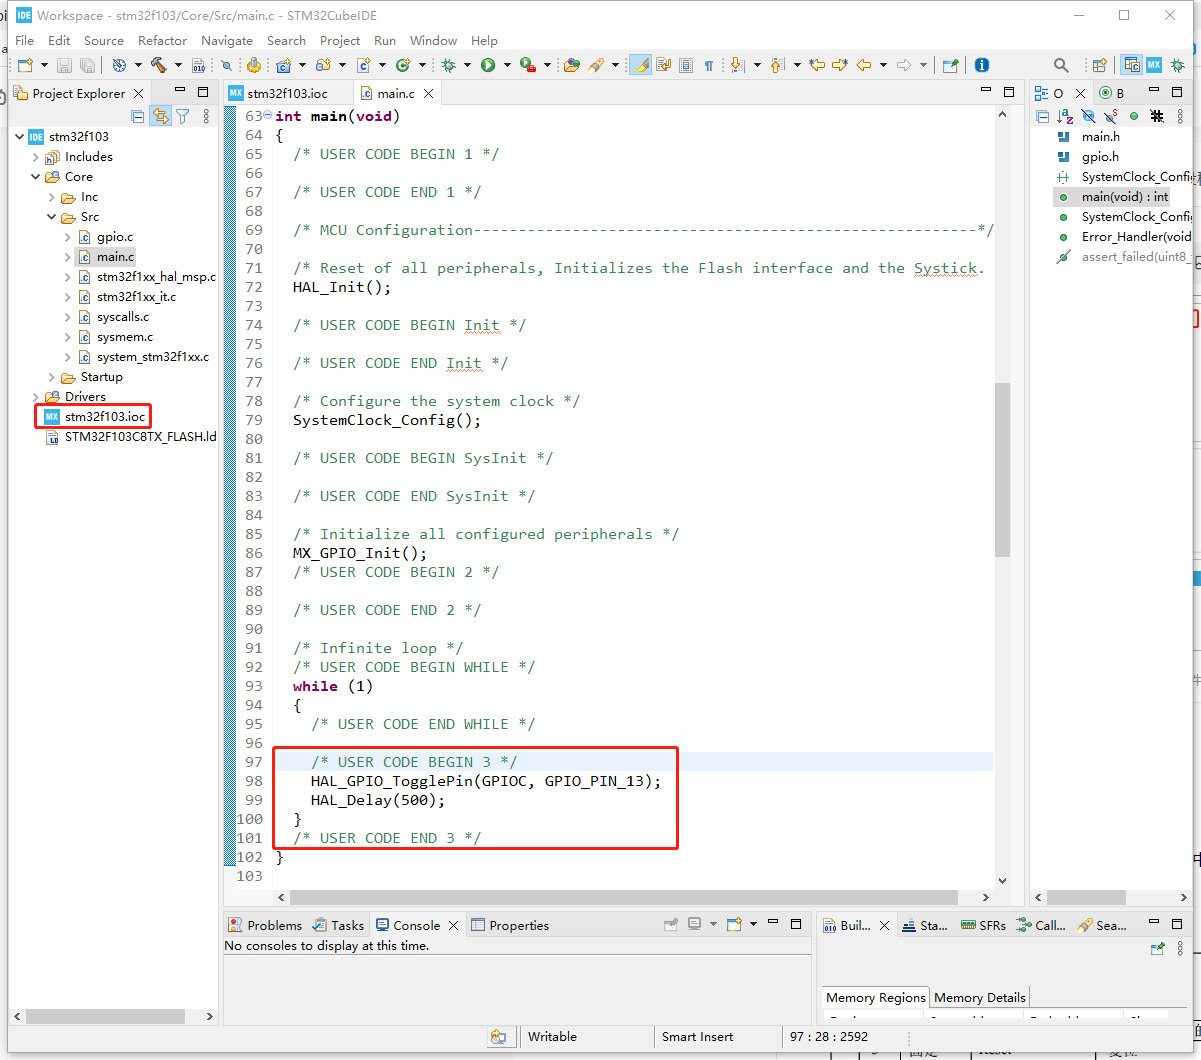 Workspace - stm32f103/Core/Src/main.c - STM32CubeIDE
File Edit Source Refactor Navigate Search Project Run Window Help
Project Explorer
stm32f103
Includes
Core
Inc
Src
gpio.c
main.c
stm32f1xx_hal_msp.c
stm32f1xx_it.c
syscalls.c
sysmem.c
system_stm32f1xx.c
Startup
Drivers
stm32f103.ioc
STM32F103C8TX_FLASH.ld
stm32f103.ioc main.c
63 int main(void)
64 {
65 /* USER CODE BEGIN 1 */
66
67 /* USER CODE END 1 */
68
69 /* MCU Configuration--------------------------------------------------------*/
70
71 /* Reset of all peripherals, Initializes the Flash interface and the Systick.
72 HAL_Init();
73
74 /* USER CODE BEGIN Init */
75
76 /* USER CODE END Init */
77
78 /* Configure the system clock */
79 SystemClock_Config();
80
81 /* USER CODE BEGIN SysInit */
82
83 /* USER CODE END SysInit */
84
85 /* Initialize all configured peripherals */
86 MX_GPIO_Init();
87 /* USER CODE BEGIN 2 */
88
89 /* USER CODE END 2 */
90
91 /* Infinite loop */
92 /* USER CODE BEGIN WHILE */
93 while (1)
94 {
95 /* USER CODE END WHILE */
96
97 /* USER CODE BEGIN 3 */
98 HAL_GPIO_TogglePin(GPIOC, GPIO_PIN_13);
99 HAL_Delay(500);
100 }
101 /* USER CODE END 3 */
102 }
103
O B
main.h
gpio.h
SystemClock_Config
main(void) : int
SystemClock_Config
Error_Handler(void
assert_failed(uint8_
Problems Tasks Console Properties
No consoles to display at this time.
Buil... Sta... SFRs Call... Sea...
Memory Regions Memory Details
Writable Smart Insert 97 : 28 : 2592